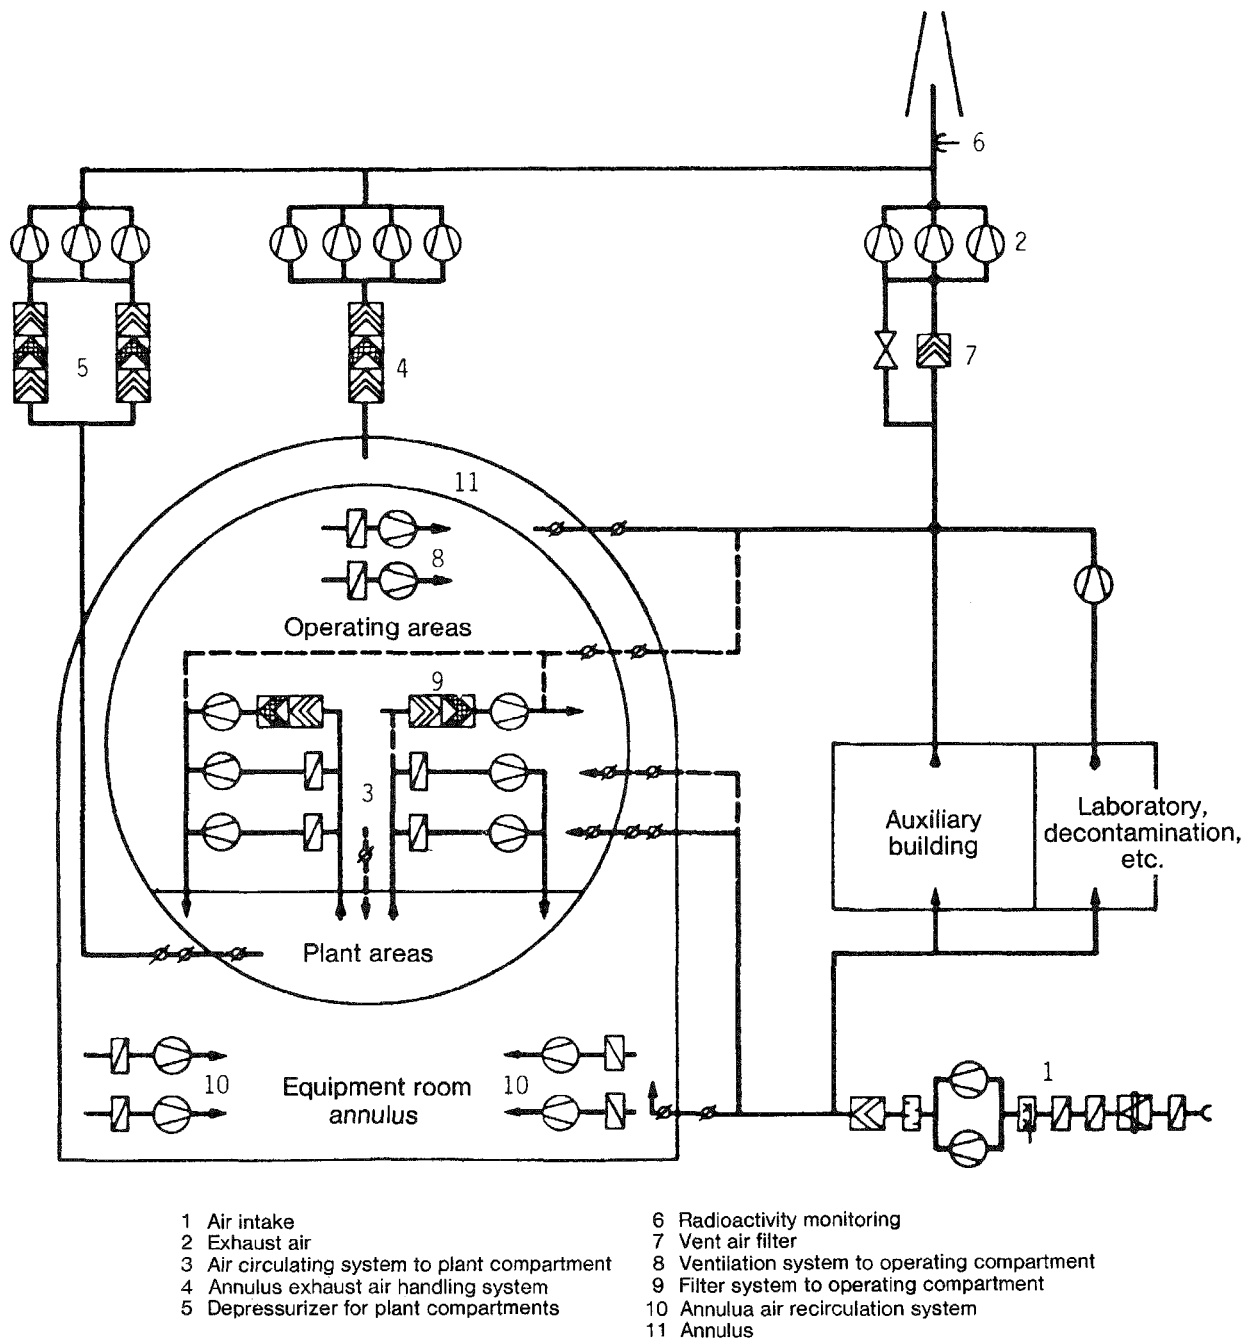 6
2
5
4
7
11
8
Operating areas
9
3
Auxiliary
building
Laboratory,
decontamination,
etc.
Plant areas
10
Equipment room
annulus
10
1
1 Air intake
2 Exhaust air
3 Air circulating system to plant compartment
4 Annulus exhaust air handling system
5 Depressurizer for plant compartments
6 Radioactivity monitoring
7 Vent air filter
8 Ventilation system to operating compartment
9 Filter system to operating compartment
10 Annulua air recirculation system
11 Annulus